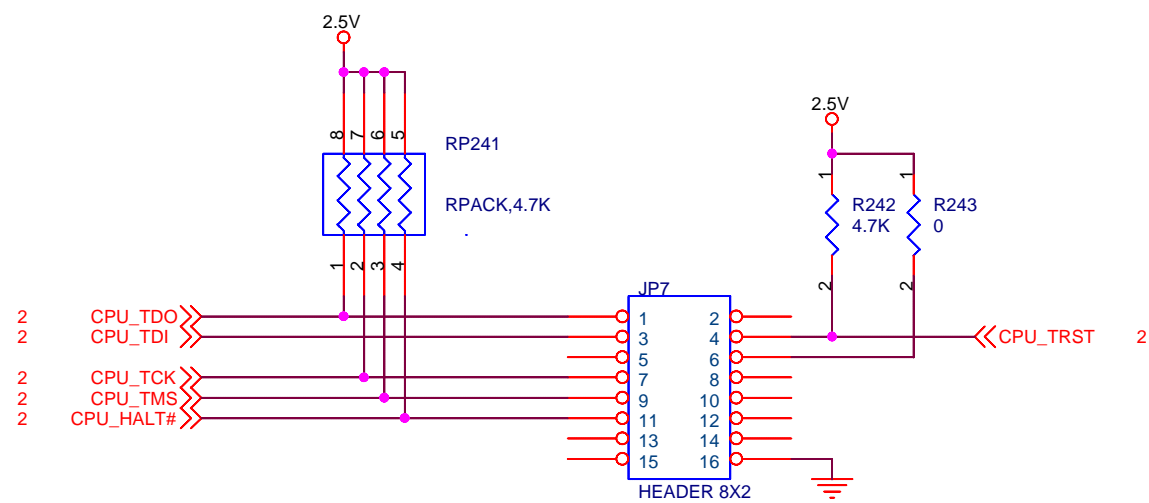 2.5V
2.5V
8 7 6 5
RP241
RPACK,4.7K
1 1
R242 R243
4.7K 0
1 2 3 4
2 2
JP7
2 CPU_TDO 1 2
2 CPU_TDI 3 4 CPU_TRST 2
5 6
2 CPU_TCK 7 8
2 CPU_TMS 9 10
2 CPU_HALT# 11 12
13 14
15 16
HEADER 8X2